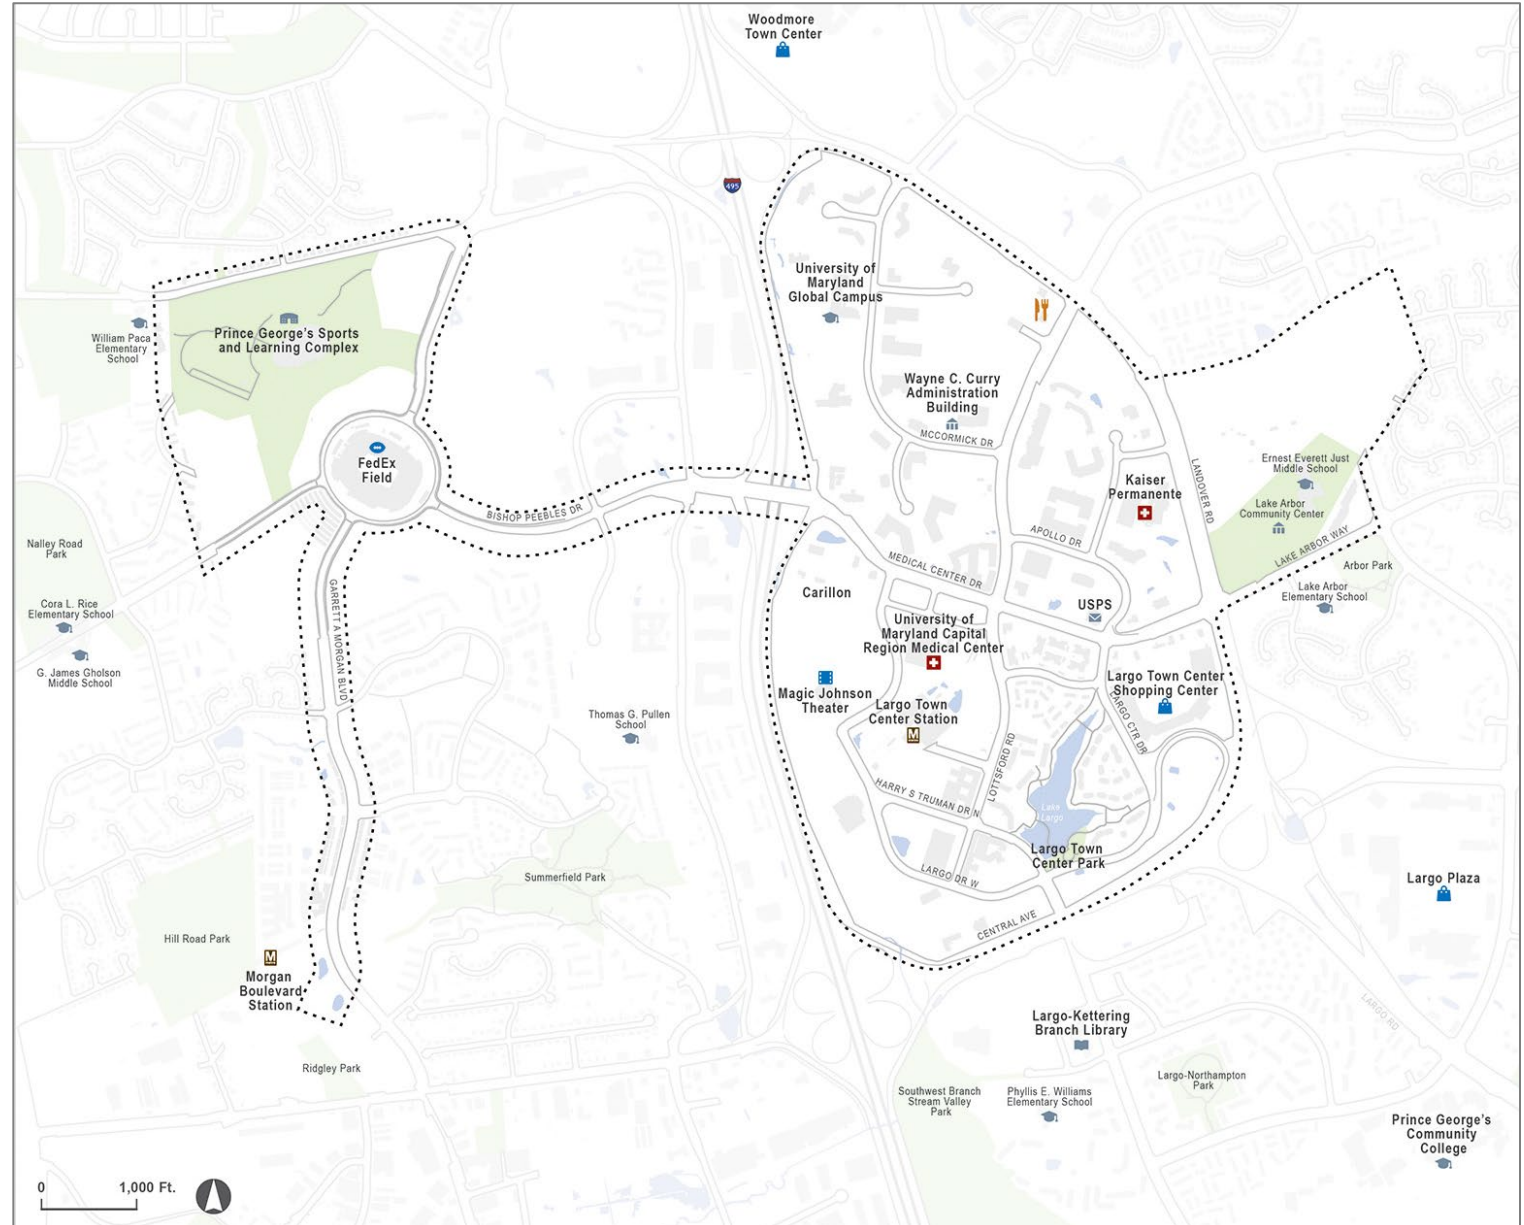 Woodmore
Town Center
495
University of
Maryland
Global Campus
William Paca
Elementary
School
Prince George's Sports
and Learning Complex
Wayne C. Curry
Administration
Building
MCCORMICK DR
FedEx
Field
Kaiser
Permanente
LANDOVER RD
Ernest Everett Just
Middle School
Lake Arbor
Community Center
BISHOP PEEBLES DR
APOLLO DR
LAKE ARBOR WAY
Nalley Road
Park
Arbor Park
MEDICAL CENTER DR
Carillon
Lake Arbor
Elementary School
Cora L. Rice
Elementary School
GARRETT A MORGAN BLVD
USPS
University of
Maryland Capital
Region Medical Center
G. James Gholson
Middle School
Largo Town Center
Shopping Center
Magic Johnson
Theater
Largo Town
Center Station
M
LARGO CTR DR
Thomas G. Pullen
School
LOTTSFORD RD
HARRY S TRUMAN DR N
Lake
Largo
Largo Town
Center Park
LARGO DR W
Summerfield Park
Largo Plaza
CENTRAL AVE
Hill Road Park
M
Morgan
Boulevard
Station
LARGO RD
Largo-Kettering
Branch Library
Ridgley Park
Largo-Northampton
Park
Southwest Branch
Stream Valley
Park
Phyllis E. Williams
Elementary School
Prince George's
Community
College
0 1,000 Ft.